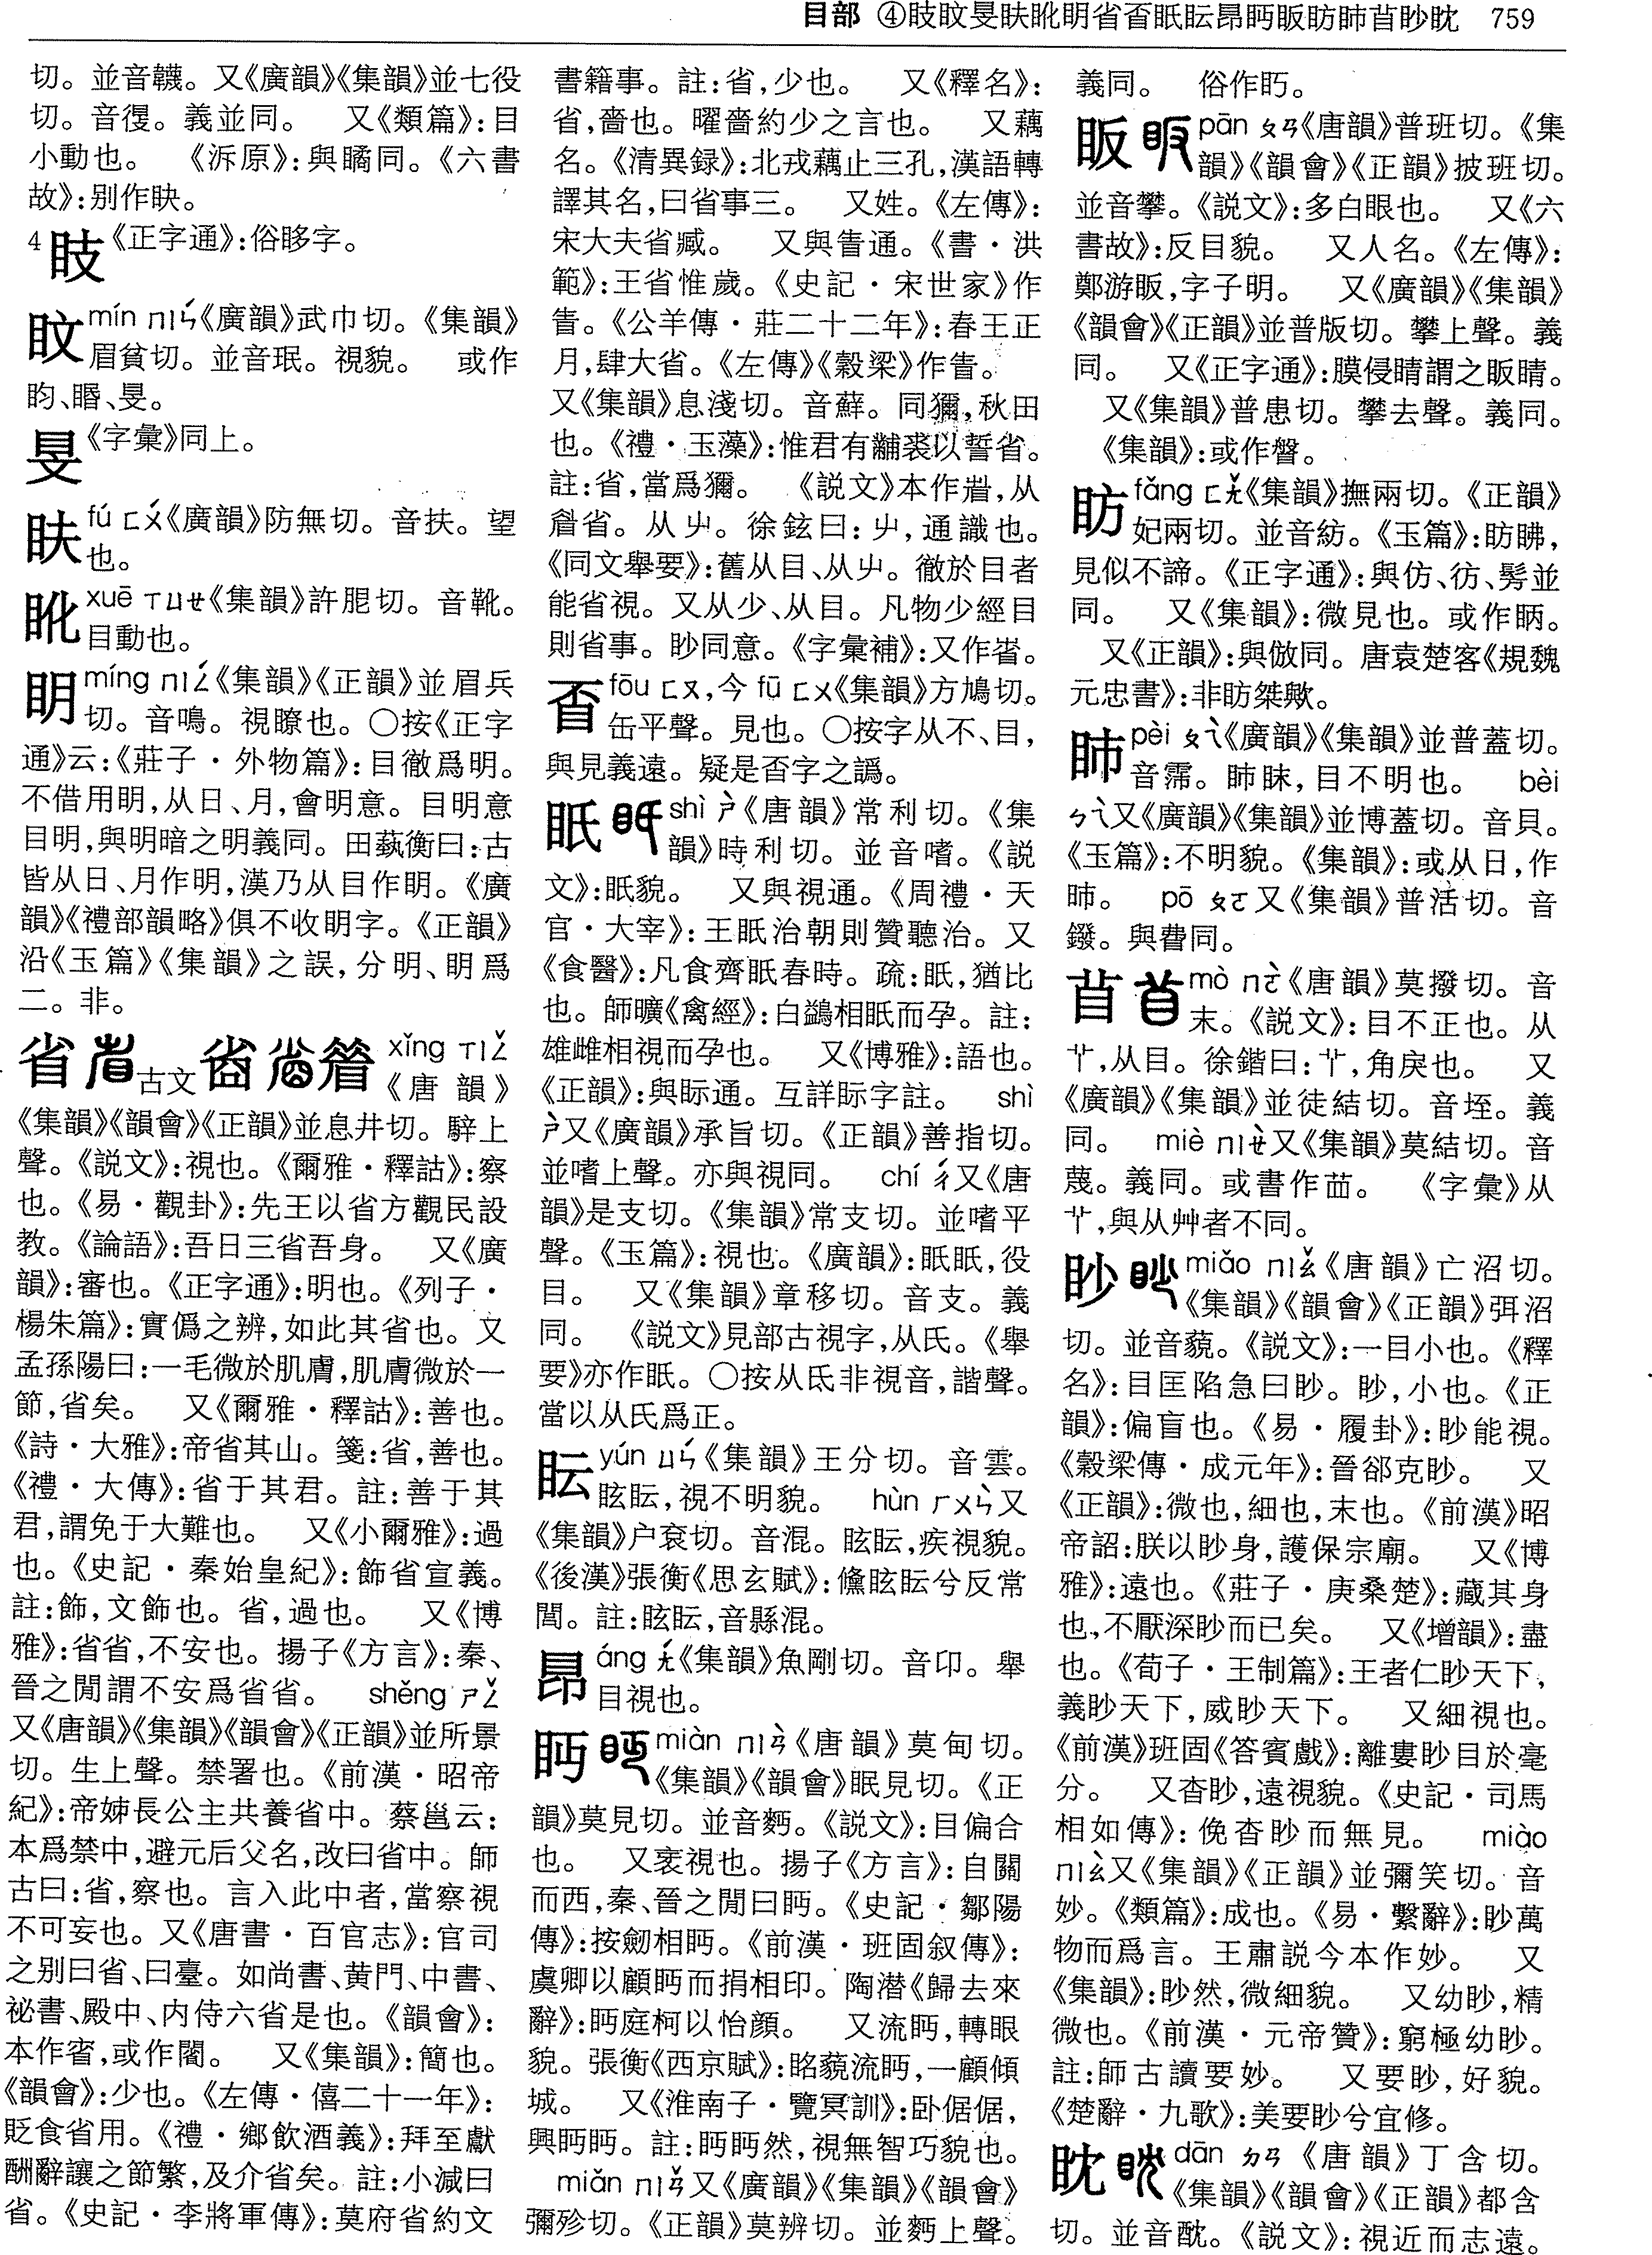 目部 ④䀔盿旻䀑䀨明省䀏眂眃昂眄眅眆䀎苜眇眈 759
切。並音韈。又《廣韻》《集韻》並七役
切。音𠋱。義並同。 又《類篇》:目
小動也。 《泝原》:與瞲同。《六書
故》:别作眏。
4 䀔《正字通》:俗眵字。
mín ㄇㄧㄣˊ《廣韻》武巾切。《集韻》
眉貧切。並音珉。視貌。 或作
盷、睧、旻。
《字彙》同上。
fú ㄈㄨˊ《廣韻》防無切。音扶。望
也。
xuē ㄒㄩㄝ《集韻》許肥切。音靴。
目動也。
明 míng ㄇㄧㄥˊ《集韻》《正韻》並眉兵
切。音鳴。視瞭也。〇按《正字
通》云:《莊子·外物篇》:目徹爲明。
不借用明,从日、月,會明意。目明意
目明,與明暗之明義同。田藝衡曰:古
皆从日、月作明,漢乃从目作眀。《廣
韻》《禮部韻略》俱不收眀字。《正韻》
沿《玉篇》《集韻》之誤,分明、眀爲
二。非。
省 古文 xǐng ㄒㄧㄥˇ
《唐韻》
《集韻》《韻會》《正韻》並息井切。騂上
聲。《説文》:視也。《爾雅·釋詁》:察
也。《易·觀卦》:先王以省方觀民設
教。《論語》:吾日三省吾身。 又《廣
韻》:審也。《正字通》:明也。《列子·
楊朱篇》:實僞之辨,如此其省也。又
孟孫陽曰:一毛微於肌膚,肌膚微於一
節,省矣。 又《爾雅·釋詁》:善也。
《詩·大雅》:帝省其山。箋:省,善也。
《禮·大傳》:省于其君。註:善于其
君,謂免于大難也。 又《小爾雅》:過
也。《史記·秦始皇紀》:飾省宣義。
註:飾,文飾也。省,過也。 又《博
雅》:省省,不安也。揚子《方言》:秦、
晉之閒謂不安爲省省。 shěng ㄕㄥˇ
又《唐韻》《集韻》《韻會》《正韻》並所景
切。生上聲。禁署也。《前漢·昭帝
紀》:帝姊長公主共養省中。蔡邕云:
本爲禁中,避元后父名,改曰省中。師
古曰:省,察也。言入此中者,當察視
不可妄也。又《唐書·百官志》:官司
之别曰省、曰臺。如尚書、黄門、中書、
祕書、殿中、内侍六省是也。《韻會》:
本作㨘,或作閣。 又《集韻》:簡也。
《韻會》:少也。《左傳·僖二十一年》:
貶食省用。《禮·鄉飲酒義》:拜至獻
酬辭讓之節繁,及介省矣。註:小減曰
省。《史記·李將軍傳》:莫府省約文
書籍事。註:省,少也。 又《釋名》:
省,嗇也。曜嗇約少之言也。 又藕
名。《清異録》:北戎藕止三孔,漢語轉
譯其名,曰省事三。 又姓。《左傳》:
宋大夫省臧。 又與眚通。《書·洪
範》:王省惟歲。《史記·宋世家》作
眚。《公羊傳·莊二十二年》:春王正
月,肆大省。《左傳》《穀梁》作眚。
又《集韻》息淺切。音蘚。同獮,秋田
也。《禮·玉藻》:惟君有黼裘以誓省。
註:省,當爲獮。 《説文》本作㮐,从
眉省。从屮。徐鉉曰:屮,通識也。
《同文舉要》:舊从目、从屮。徹於目者
能省視。又从少、从目。凡物少經目
則省事。眇同意。《字彙補》:又作㗂。
fōu ㄈㄡ,今 fū ㄈㄨ《集韻》方鳩切。
缶平聲。見也。〇按字从不、目,
與見義遠。疑是否字之譌。
眂 shì ㄕˋ《唐韻》常利切。《集
韻》時利切。並音嗜。《説
文》:眂貌。 又與視通。《周禮·天
官·大宰》:王眂治朝則贊聽治。又
《食醫》:凡食齊眂春時。疏:眂,猶比
也。師曠《禽經》:白鷁相眂而孕。註:
雄雌相視而孕也。 又《博雅》:語也。
《正韻》:與眎通。互詳眎字註。 shì
ㄕˋ又《廣韻》承旨切。《正韻》善指切。
並嗜上聲。亦與視同。 chí ㄔˊ又《唐
韻》是支切。《集韻》常支切。並嗜平
聲。《玉篇》:視也。《廣韻》:眂眂,役
目。 又《集韻》章移切。音支。義
同。 《説文》見部古視字,从氏。《舉
要》亦作眠。〇按从氐非視音,諧聲。
當以从氏爲正。
眃 yún ㄩㄣˊ《集韻》王分切。音雲。
眩眃,視不明貌。 hùn ㄏㄨㄣˋ又
《集韻》户衮切。音混。眩眃,疾視貌。
《後漢》張衡《思玄賦》:儵眩眃兮反常
閭。註:眩眃,音縣混。
áng ㄤˊ《集韻》魚剛切。音卬。舉
目視也。
眄 miàn ㄇㄧㄢˋ《唐韻》莫甸切。
《集韻》《韻會》眠見切。《正
韻》莫見切。並音麪。《説文》:目偏合
也。 又衺視也。揚子《方言》:自關
而西,秦、晉之閒曰眄。《史記·鄒陽
傳》:按劒相眄。《前漢·班固叙傳》:
虞卿以顧眄而捐相印。陶潛《歸去來
辭》:眄庭柯以怡顔。 又流眄,轉眼
貌。張衡《西京賦》:眳藐流眄,一顧傾
城。 又《淮南子·覽冥訓》:卧倨倨,
興眄眄。註:眄眄然,視無智巧貌也。
miǎn ㄇㄧㄢˇ又《廣韻》《集韻》《韻會》
彌殄切。《正韻》莫辨切。並麪上聲。
義同。 俗作眄。
眅 pān ㄆㄢ《唐韻》普班切。《集
韻》《韻會》《正韻》披班切。
並音攀。《説文》:多白眼也。 又《六
書故》:反目貌。 又人名。《左傳》:
鄭游眅,字子明。 又《廣韻》《集韻》
《韻會》《正韻》並普版切。攀上聲。義
同。 又《正字通》:膜侵睛謂之眅睛。
又《集韻》普患切。攀去聲。義同。
《集韻》:或作䀄。
眆 fǎng ㄈㄤˇ《集韻》撫兩切。《正韻》
妃兩切。並音紡。《玉篇》:眆䀟,
見似不諦。《正字通》:與仿、彷、髣並
同。 又《集韻》:微見也。或作眪。
又《正韻》:與倣同。唐袁楚客《規魏
元忠書》:非眆桀歟。
pèi ㄆㄟˋ《廣韻》《集韻》並普蓋切。
音霈。眿眜,目不明也。 bèi
ㄅㄟˋ又《廣韻》《集韻》並博蓋切。音貝。
《玉篇》:不明貌。《集韻》:或从日,作
昁。 pō ㄆㄛ又《集韻》普活切。音
鏺。與䀯同。
mò ㄇㄛˋ《唐韻》莫撥切。音
末。《説文》:目不正也。从
𦫳,从目。徐鍇曰:𦫳,角戾也。 又
《廣韻》《集韻》並徒結切。音垤。義
同。 miè ㄇㄧㄝˋ又《集韻》莫結切。音
蔑。義同。或書作苗。 《字彙》从
𦫳,與从艸者不同。
眇 miǎo ㄇㄧㄠˇ《唐韻》亡沼切。
《集韻》《韻會》《正韻》弭沼
切。並音藐。《説文》:一目小也。《釋
名》:目匡陷急曰眇。眇,小也。《正
韻》:偏盲也。《易·履卦》:眇能視。
《穀梁傳·成元年》:晉郤克眇。 又
《正韻》:微也,細也,末也。《前漢》昭
帝詔:朕以眇身,護保宗廟。 又《博
雅》:遠也。《莊子·庚桑楚》:藏其身
也,不厭深眇而已矣。 又《增韻》:盡
也。《荀子·王制篇》:王者仁眇天下,
義眇天下,威眇天下。 又細視也。
《前漢》班固《答賓戲》:離婁眇目於毫
分。 又杳眇,遠視貌。《史記·司馬
相如傳》:俛杳眇而無見。 miào
ㄇㄧㄠˋ又《集韻》《正韻》並彌笑切。音
妙。《類篇》:成也。《易·繫辭》:眇萬
物而爲言。王肅説今本作妙。 又
《集韻》:眇然,微細貌。 又幼眇,精
微也。《前漢·元帝贊》:窮極幼眇。
註:師古讀要妙。 又要眇,好貌。
《楚辭·九歌》:美要眇兮宜修。
眈 dān ㄉㄢ《唐韻》丁含切。
《集韻》《韻會》《正韻》都含
切。並音酖。《説文》:視近而志遠。